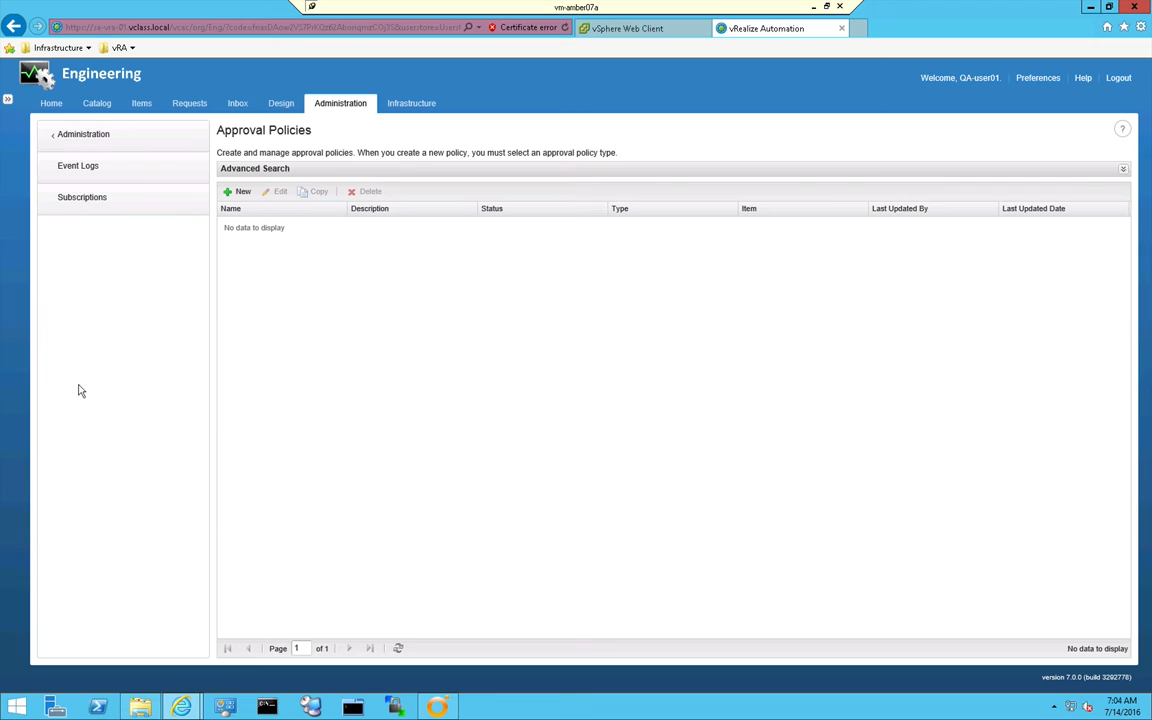 vm-amber07a
Certificate error
vSphere Web Client
vRealize Automation
Infrastructure
vRA
Engineering
Welcome, QA-user01.
Preferences
Help
Logout
Home
Catalog
Items
Requests
Inbox
Design
Administration
Infrastructure
Administration
Event Logs
Subscriptions
Approval Policies
?
Create and manage approval policies. When you create a new policy, you must select an approval policy type.
Advanced Search
New
Edit
Copy
Delete
Name
Description
Status
Type
Item
Last Updated By
Last Updated Date
No data to display
Page 1 of 1
No data to display
version 7.0.0 (build 3292778)
7:04 AM
7/14/2016